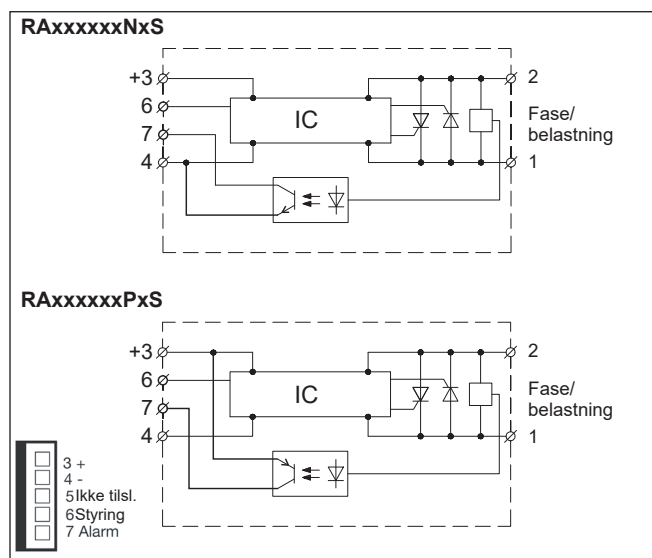 RAxxxxxxNxS
+3
6
7
4
IC
2
Fase/
belastning
1
RAxxxxxxPxS
+3
6
7
4
IC
2
Fase/
belastning
1
3 +
4 -
5Ikke tilsl.
6Styring
7 Alarm